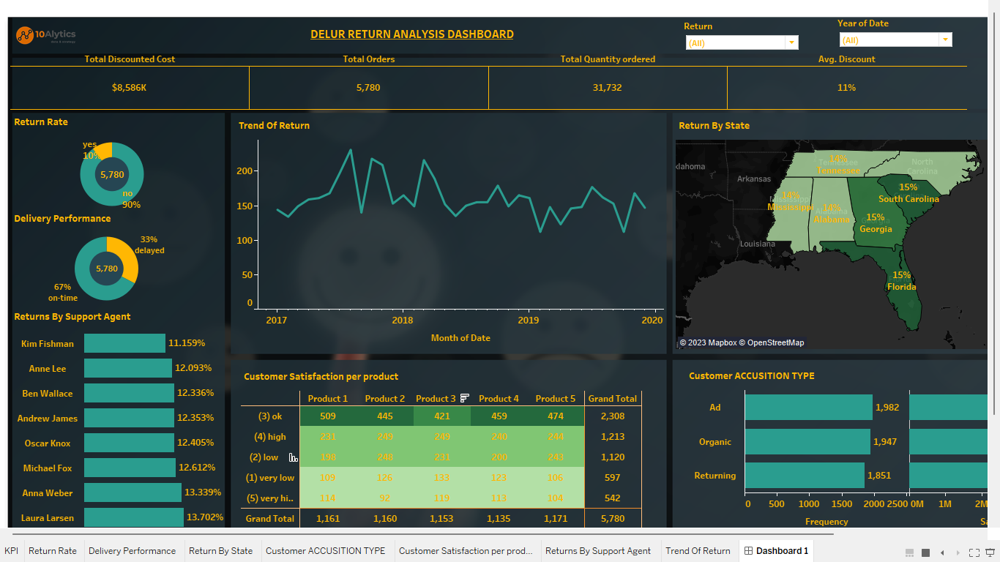 10Alytics
DELUR RETURN ANALYSIS DASHBOARD
Return
(All)
Year of Date
(All)
Total Discounted Cost
Total Orders
Total Quantity ordered
Avg. Discount
$8,586K
5,780
31,732
11%
Return Rate
yes
10%
5,780
no
90%
Delivery Performance
33%
delayed
5,780
67%
on-time
Returns By Support Agent
Kim Fishman 11.159%
Anne Lee 12.093%
Ben Wallace 12.336%
Andrew James 12.353%
Oscar Knox 12.405%
Michael Fox 12.612%
Anna Weber 13.339%
Laura Larsen 13.702%
Trend Of Return
200
150
100
50
0
2017 2018 2019 2020
Month of Date
Return By State
klahoma
Arkansas
Louisiana
Tennessee
14%
Tennessee
North
Carolina
Mississippi
14%
Mississippi
Alabama
14%
Alabama
15%
South Carolina
15%
Georgia
15%
Florida
© 2023 Mapbox © OpenStreetMap
Customer Satisfaction per product
Product 1 Product 2 Product 3 Product 4 Product 5 Grand Total
(3) ok 509 445 421 459 474 2,308
(4) high 231 249 249 240 244 1,213
(2) low 198 248 231 200 243 1,120
(1) very low 109 126 133 123 106 597
(5) very hi.. 114 92 119 113 104 542
Grand Total 1,161 1,160 1,153 1,135 1,171 5,780
Customer ACCUSITION TYPE
Ad 1,982
Organic 1,947
Returning 1,851
0 500 1000 1500 2000 2500 0M 1M 2M
Frequency
Sa
KPI
Return Rate
Delivery Performance
Return By State
Customer ACCUSITION TYPE
Customer Satisfaction per prod...
Returns By Support Agent
Trend Of Return
Dashboard 1